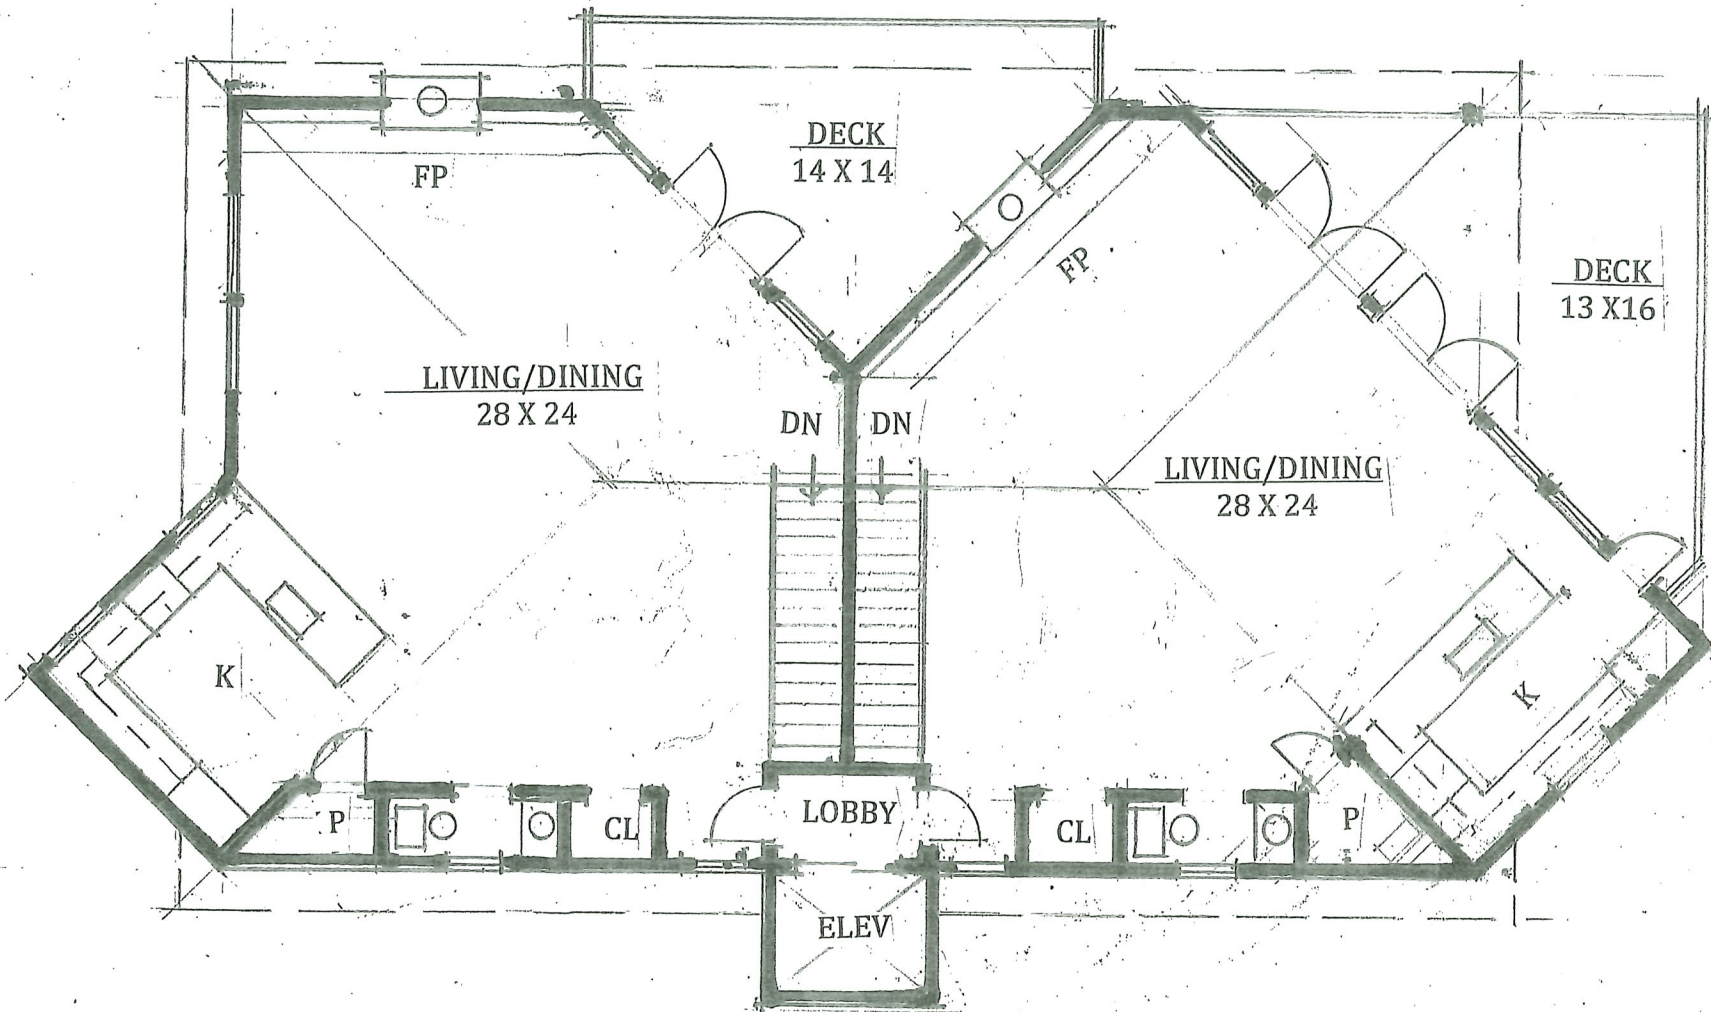 DECK
14 X 14
FP
FP
DECK
13 X16
LIVING/DINING
28 X 24
DN
DN
LIVING/DINING
28 X 24
K
K
P
CL
LOBBY
CL
P
ELEV